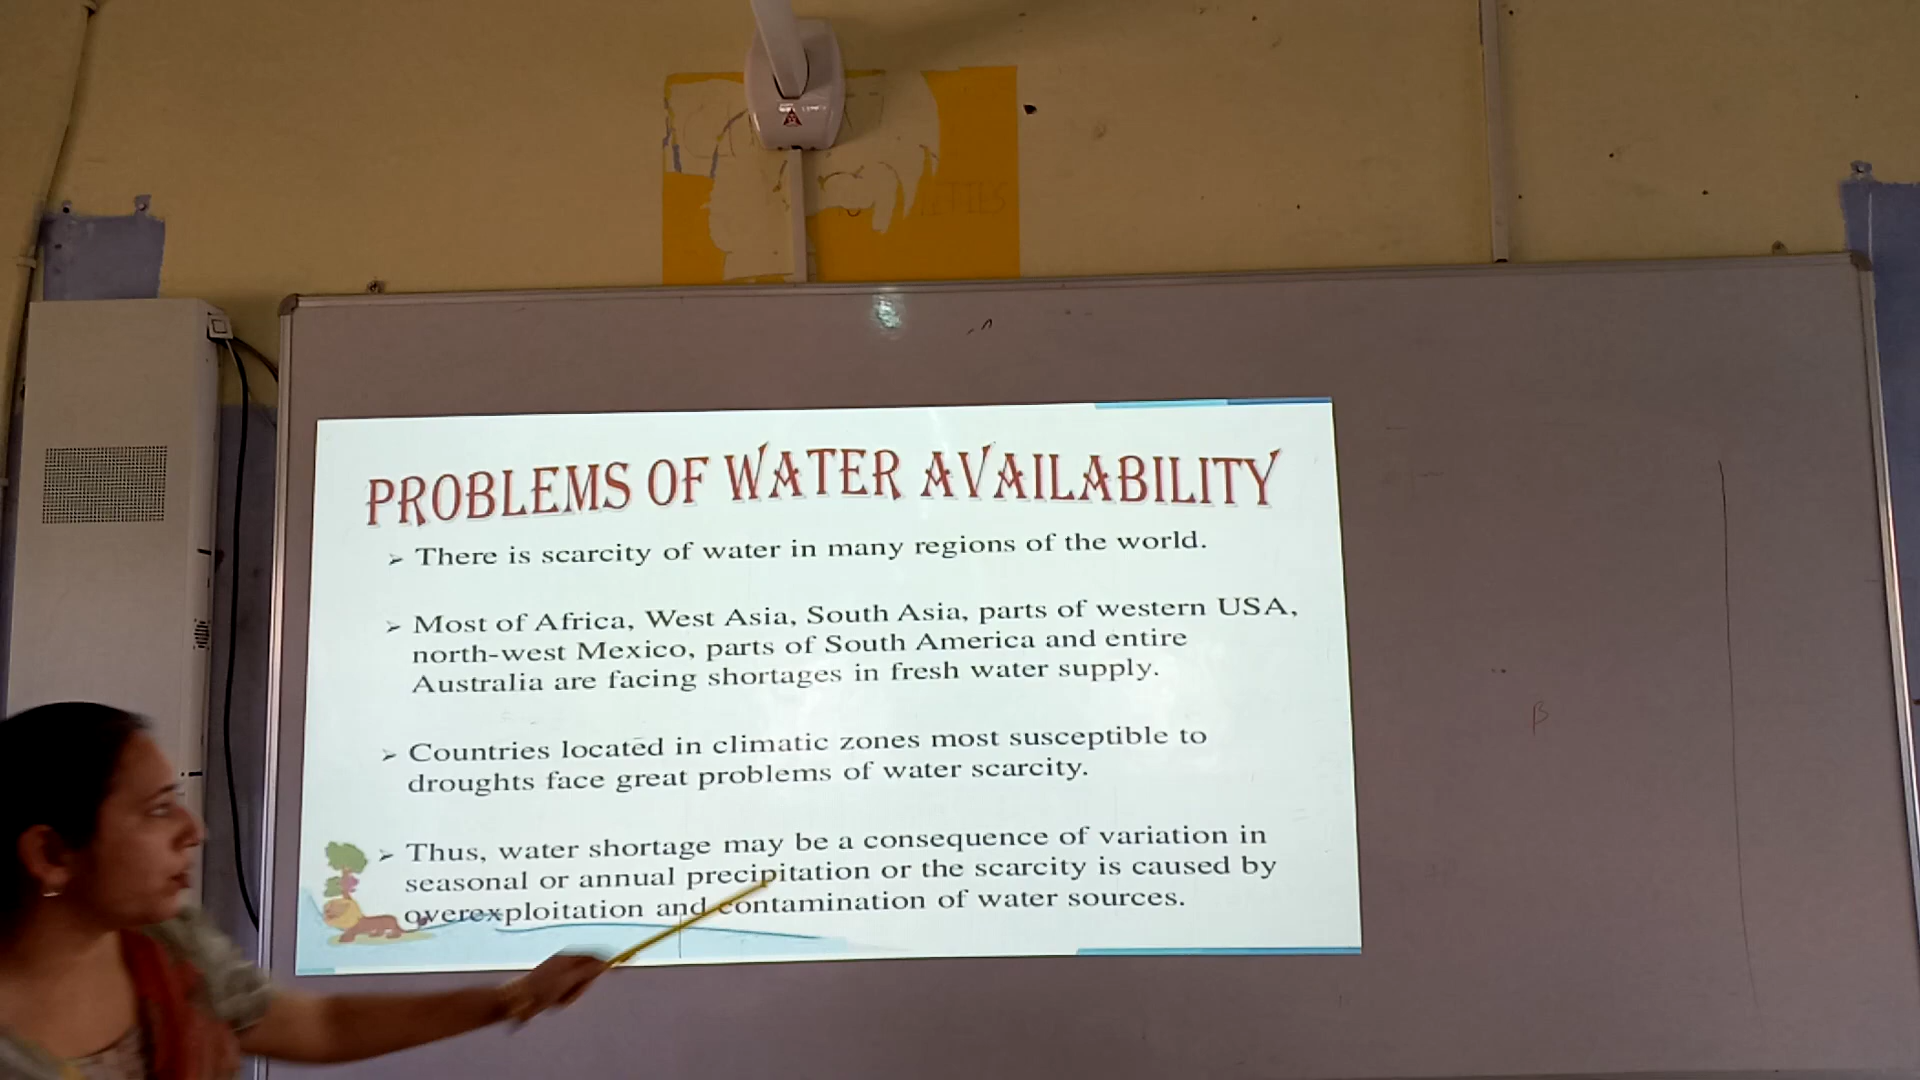 PROBLEMS OF WATER AVAILABILITY
➢ There is scarcity of water in many regions of the world.
➢ Most of Africa, West Asia, South Asia, parts of western USA,
north-west Mexico, parts of South America and entire
Australia are facing shortages in fresh water supply.
➢ Countries located in climatic zones most susceptible to
droughts face great problems of water scarcity.
➢ Thus, water shortage may be a consequence of variation in
seasonal or annual precipitation or the scarcity is caused by
overexploitation and contamination of water sources.
β